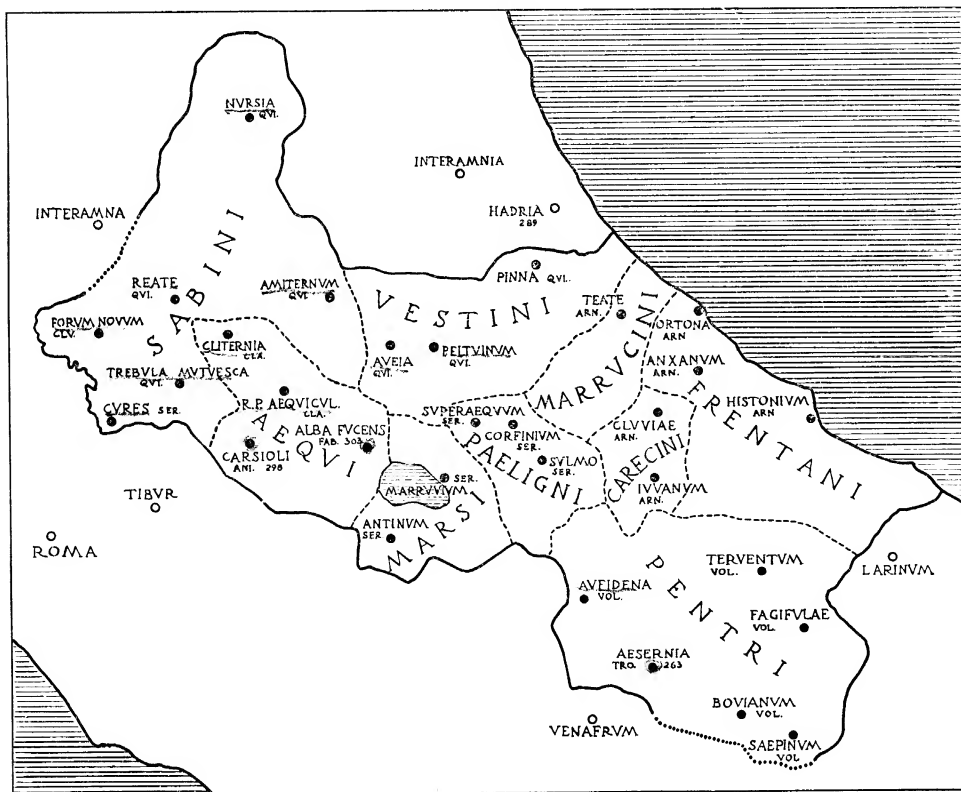 NVRSIA
QVI.
INTERAMNIA
INTERAMNA
HADRIA
289
SABINI
PINNA QVI.
REATE
QVI.
AMITERNVM
QVI
VESTINI
TEATE
ARN.
MARRVCINI
ORTONA
ARN
FORVM NOVVM
CLV.
CLITERNIA
CLA.
AVEIA
QVI.
PELTVINVM
QVI.
ANXANVM
ARN.
FRENTANI
TREBVLA MVTVESCA
QVI.
HISTONIVM
ARN
CVRES SER.
R.P. AEQVICVL.
CLA.
SVPERAEQVVM
SER.
CLVVIAE
ARN.
AEQVI
ALBA FVCENS
FAB. 303
CORFINIVM
SER.
PAELIGNI
CARSIOLI
ANI. 298
SVLMO
SER.
CARECINI
SER.
MARRVVIVM
IVVANVM
ARN.
TIBVR
MARSI
ANTINVM
SER
ROMA
PENTRI
TERVENTVM
VOL.
LARINVM
AVFIDENA
VOL.
FAGIFVLAE
VOL.
AESERNIA
TRO. 263
BOVIANVM
VOL.
VENAFRVM
SAEPINVM
VOL